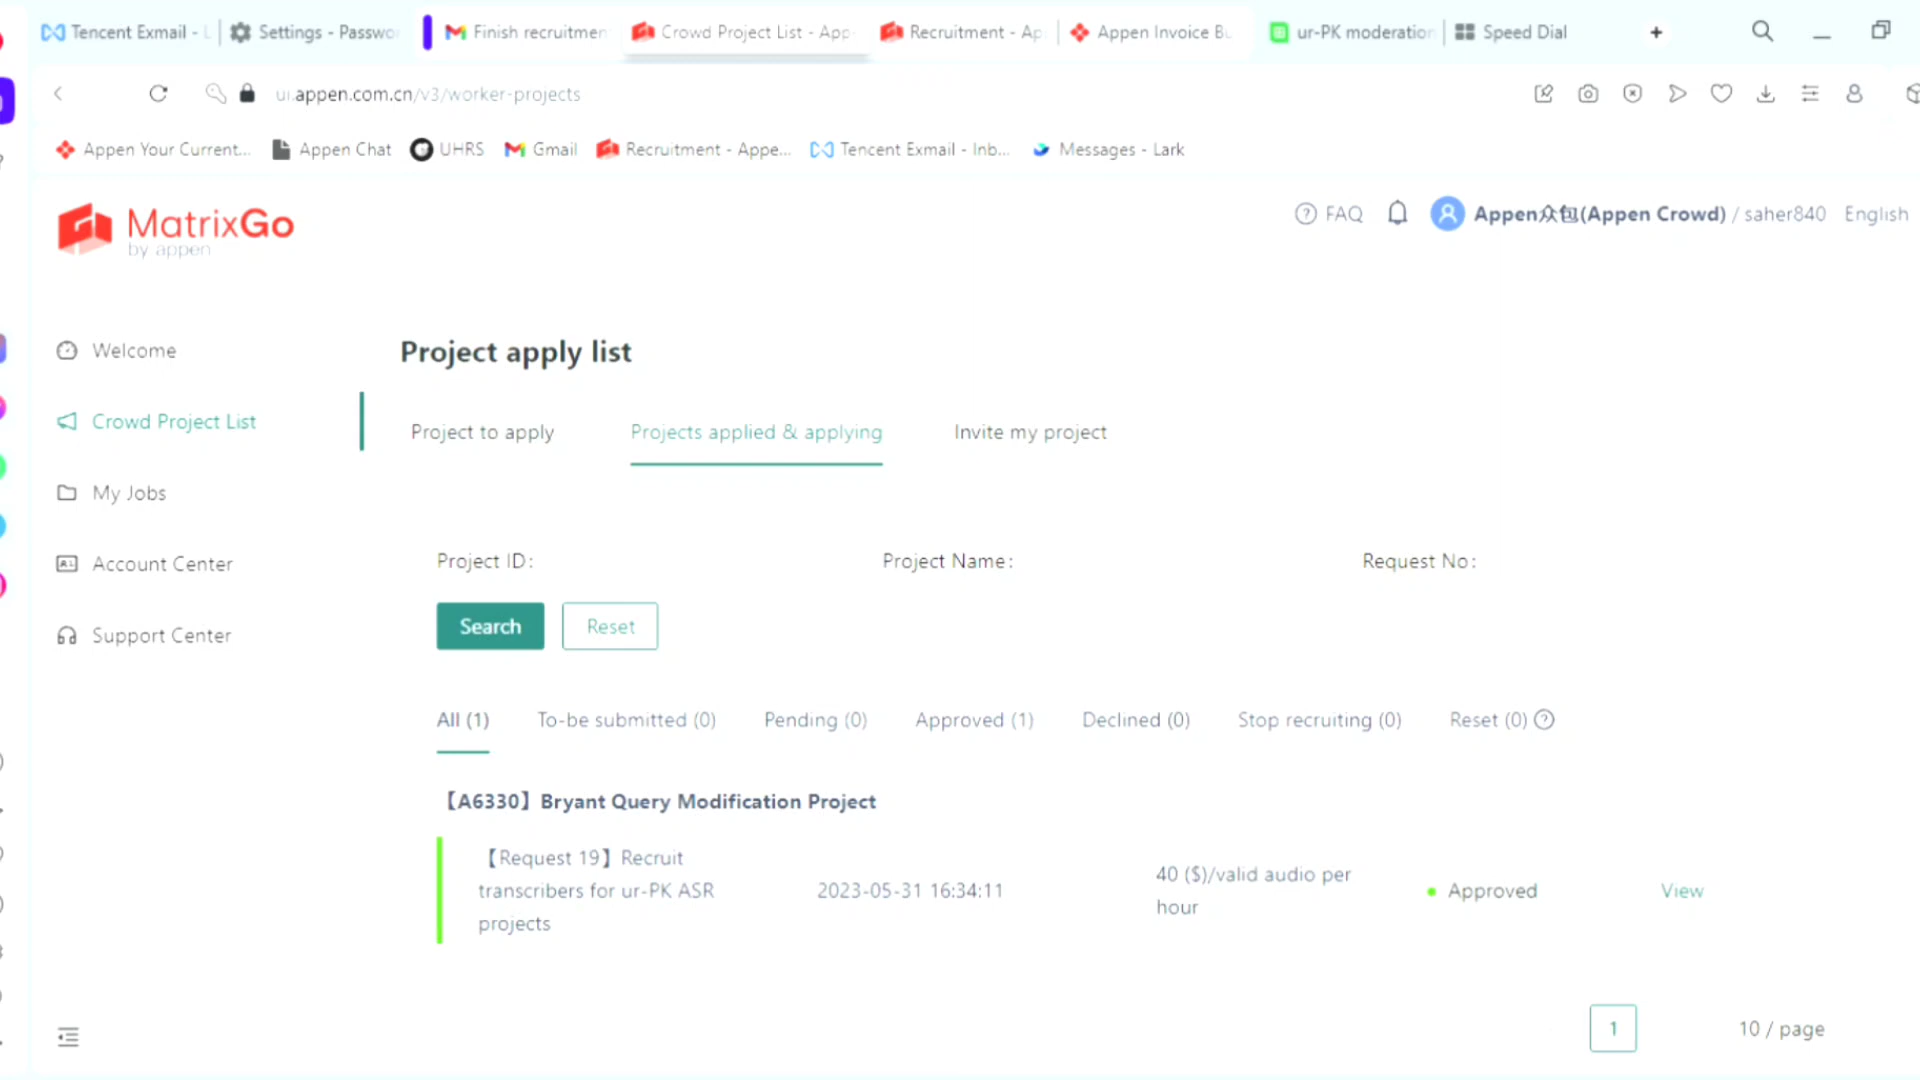 Tencent Exmail - L
Settings - Passwo
Finish recruitmen
Crowd Project List - App
Recruitment - Ap
Appen Invoice Bu
ur-PK moderation
Speed Dial
ui.appen.com.cn/v3/worker-projects
Appen Your Current...
Appen Chat
UHRS
Gmail
Recruitment - Appe...
Tencent Exmail - Inb...
Messages - Lark
MatrixGo
by appen
FAQ
Appen众包(Appen Crowd) / saher840
English
Welcome
Crowd Project List
My Jobs
Account Center
Support Center
Project apply list
Project to apply
Projects applied & applying
Invite my project
Project ID:
Project Name:
Request No:
Search
Reset
All (1)
To-be submitted (0)
Pending (0)
Approved (1)
Declined (0)
Stop recruiting (0)
Reset (0)
【A6330】Bryant Query Modification Project
【Request 19】Recruit
transcribers for ur-PK ASR
projects
2023-05-31 16:34:11
40 ($)/valid audio per
hour
Approved
View
1
10 / page